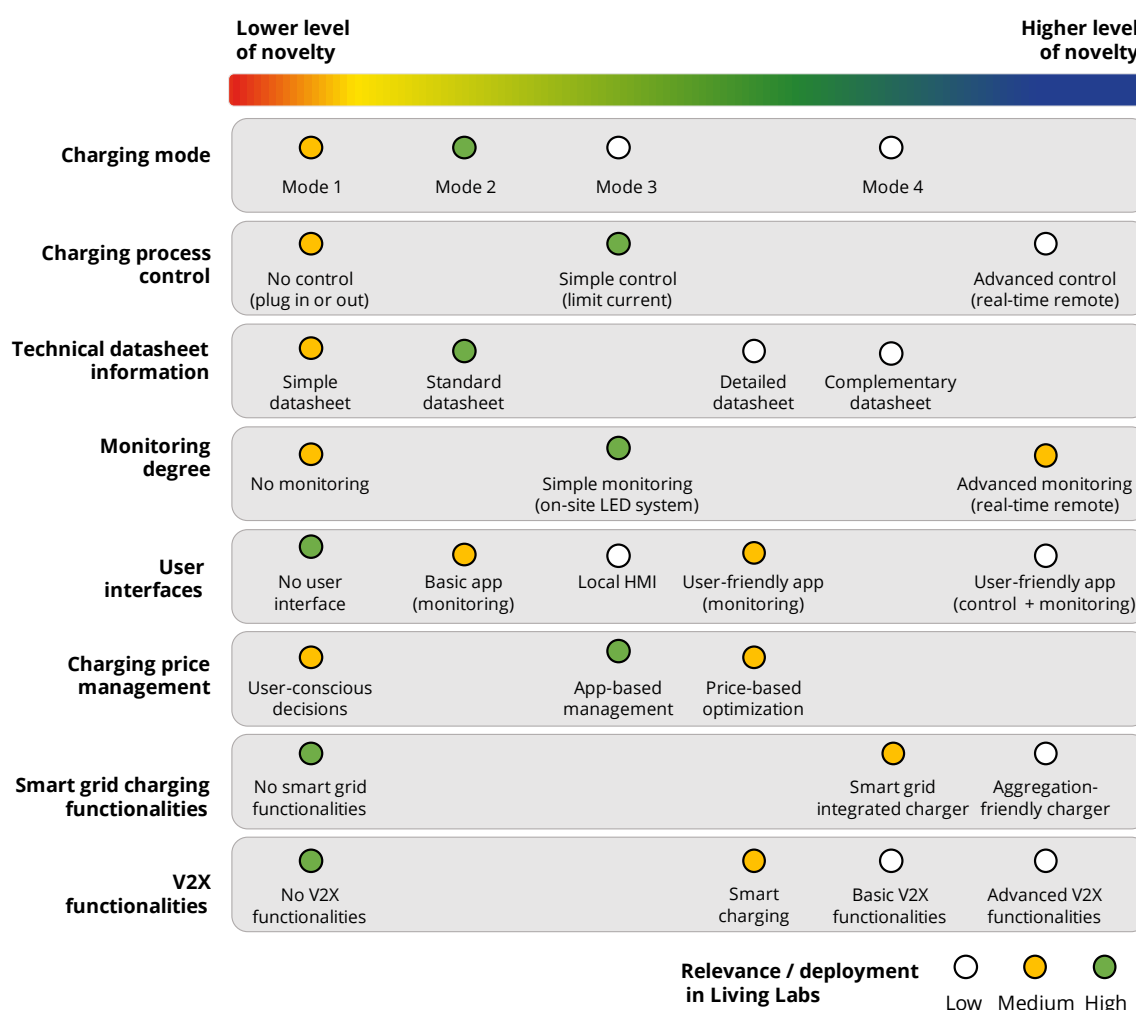 Lower level
of novelty
Higher level
of novelty
Charging mode
Mode 1
Mode 2
Mode 3
Mode 4
Charging process
control
No control
(plug in or out)
Simple control
(limit current)
Advanced control
(real-time remote)
Technical datasheet
information
Simple
datasheet
Standard
datasheet
Detailed
datasheet
Complementary
datasheet
Monitoring
degree
No monitoring
Simple monitoring
(on-site LED system)
Advanced monitoring
(real-time remote)
User
interfaces
No user
interface
Basic app
(monitoring)
Local HMI
User-friendly app
(monitoring)
User-friendly app
(control + monitoring)
Charging price
management
User-conscious
decisions
App-based
management
Price-based
optimization
Smart grid charging
functionalities
No smart grid
functionalities
Smart grid
integrated charger
Aggregation-
friendly charger
V2X
functionalities
No V2X
functionalities
Smart
charging
Basic V2X
functionalities
Advanced V2X
functionalities
Relevance / deployment
in Living Labs
Low
Medium
High